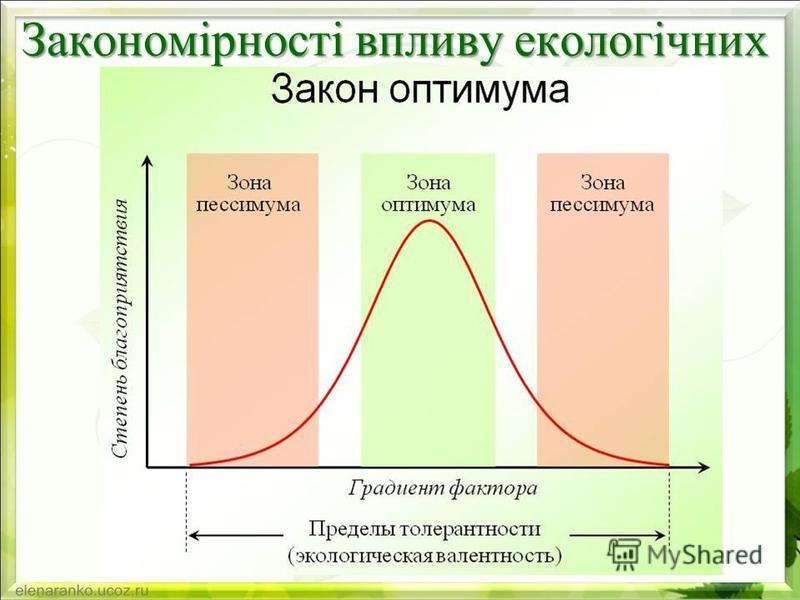 Закономірності впливу екологічних
Закон оптимума
Зона
пессимума
Зона
оптимума
Зона
пессимума
Степень благоприятствия
Градиент фактора
Пределы толерантности
(экологическая валентность)
MyShared
elenaranko.ucoz.ru